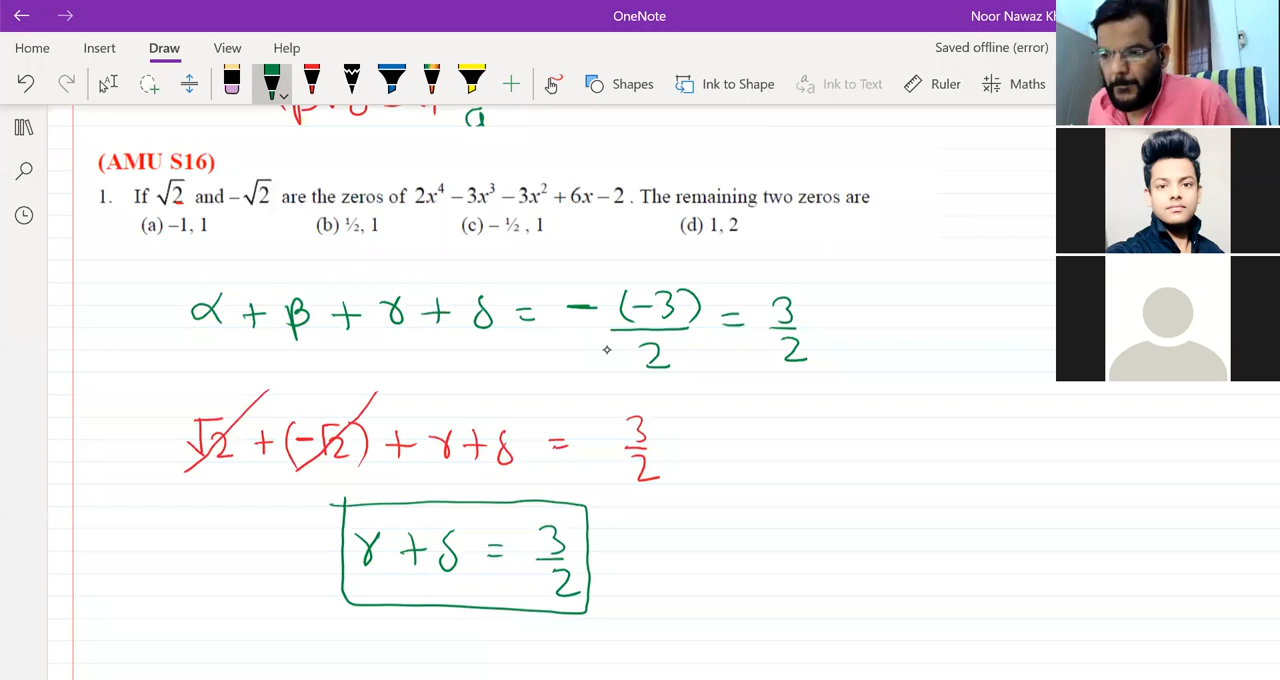 OneNote
Noor Nawaz Kh
Home Insert Draw View Help
Saved offline (error)
Shapes Ink to Shape Ink to Text Ruler Maths
a
(AMU S16)
1. If √2 and –√2 are the zeros of 2x⁴ – 3x³ – 3x² + 6x – 2. The remaining two zeros are
(a) –1, 1 (b) ½, 1 (c) – ½ , 1 (d) 1, 2
α + β + γ + δ = - (-3)/2 = 3/2
√2 + (-√2) + γ + δ = 3/2
γ + δ = 3/2